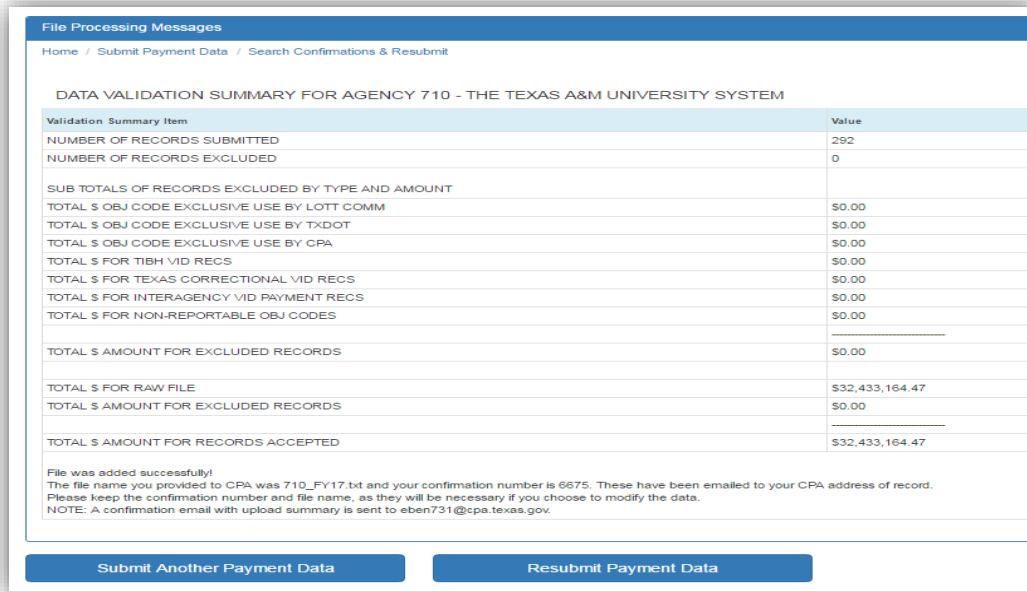 File Processing Messages
Home / Submit Payment Data / Search Confirmations & Resubmit
DATA VALIDATION SUMMARY FOR AGENCY 710 - THE TEXAS A&M UNIVERSITY SYSTEM
Validation Summary Item Value
NUMBER OF RECORDS SUBMITTED 292
NUMBER OF RECORDS EXCLUDED 0
SUB TOTALS OF RECORDS EXCLUDED BY TYPE AND AMOUNT
TOTAL $ OBJ CODE EXCLUSIVE USE BY LOTT COMM $0.00
TOTAL $ OBJ CODE EXCLUSIVE USE BY TXDOT $0.00
TOTAL $ OBJ CODE EXCLUSIVE USE BY CPA $0.00
TOTAL $ FOR TIBH VID RECS $0.00
TOTAL $ FOR TEXAS CORRECTIONAL VID RECS $0.00
TOTAL $ FOR INTERAGENCY VID PAYMENT RECS $0.00
TOTAL $ FOR NON-REPORTABLE OBJ CODES $0.00
------------------------------
TOTAL $ AMOUNT FOR EXCLUDED RECORDS $0.00
TOTAL $ FOR RAW FILE $32,433,164.47
TOTAL $ AMOUNT FOR EXCLUDED RECORDS $0.00
------------------------------
TOTAL $ AMOUNT FOR RECORDS ACCEPTED $32,433,164.47
File was added successfully!
The file name you provided to CPA was 710_FY17.txt and your confirmation number is 6675. These have been emailed to your CPA address of record.
Please keep the confirmation number and file name, as they will be necessary if you choose to modify the data.
NOTE: A confirmation email with upload summary is sent to eben731@cpa.texas.gov.
Submit Another Payment Data Resubmit Payment Data